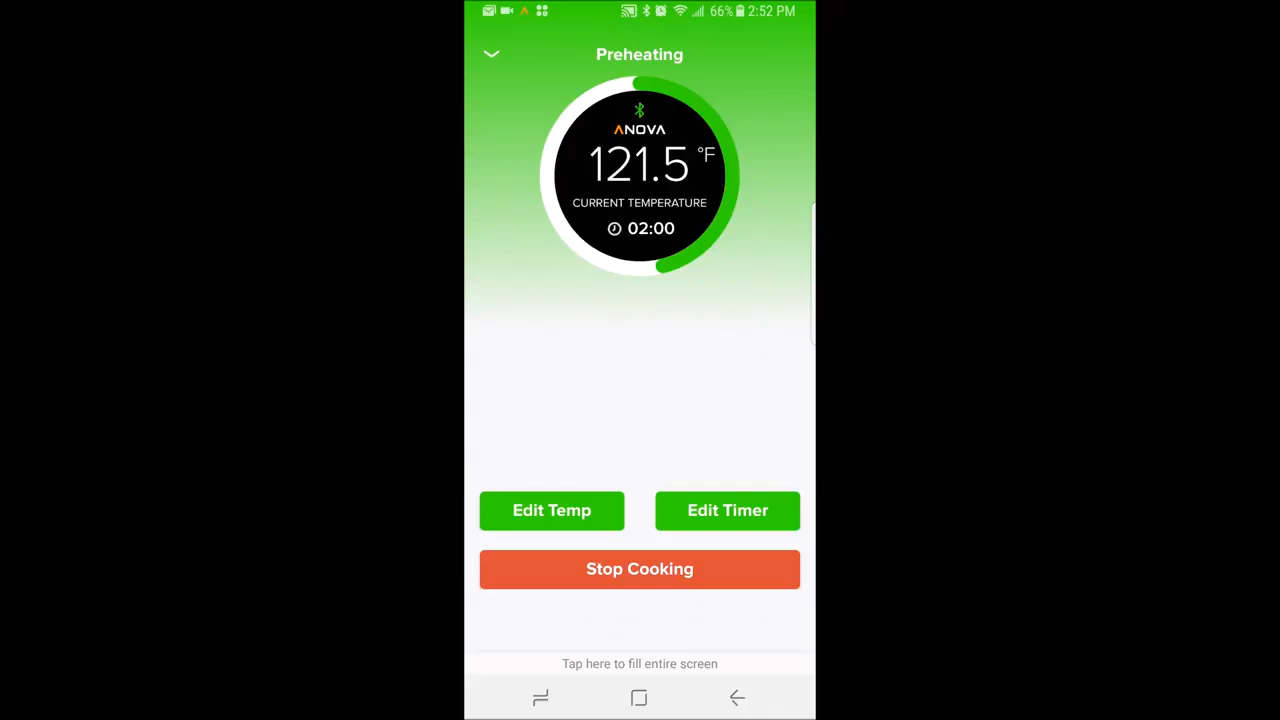 66% 2:52 PM
Preheating
ANOVA
121.5 °F
CURRENT TEMPERATURE
02:00
Edit Temp
Edit Timer
Stop Cooking
Tap here to fill entire screen